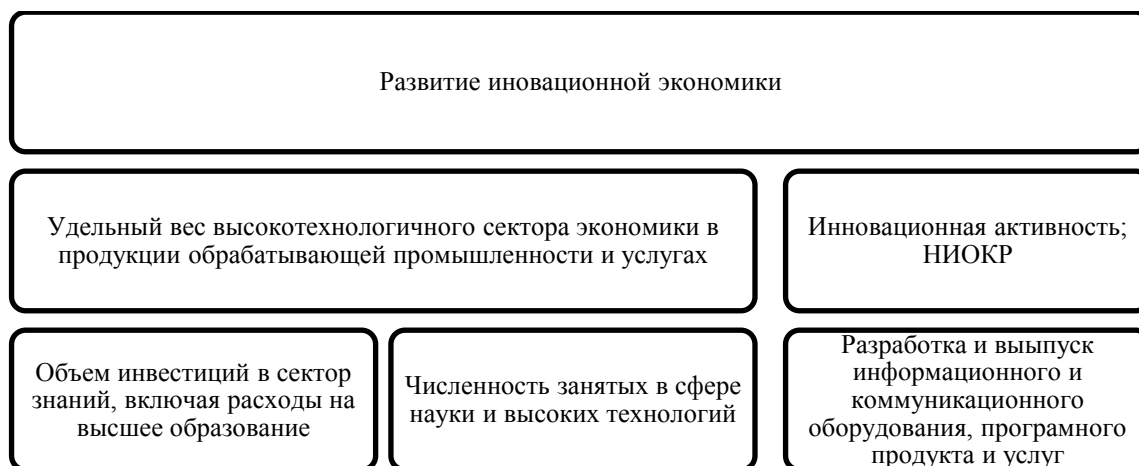 Развитие иновационной экономики
Удельный вес высокотехнологичного сектора экономики в
продукции обрабатывающей промышленности и услугах
Инновационная активность;
НИОКР
Объем инвестиций в сектор
знаний, включая расходы на
высшее образование
Численность занятых в сфере
науки и высоких технологий
Разработка и выыпуск
информационного и
коммуникационного
оборудования, програмного
продукта и услуг